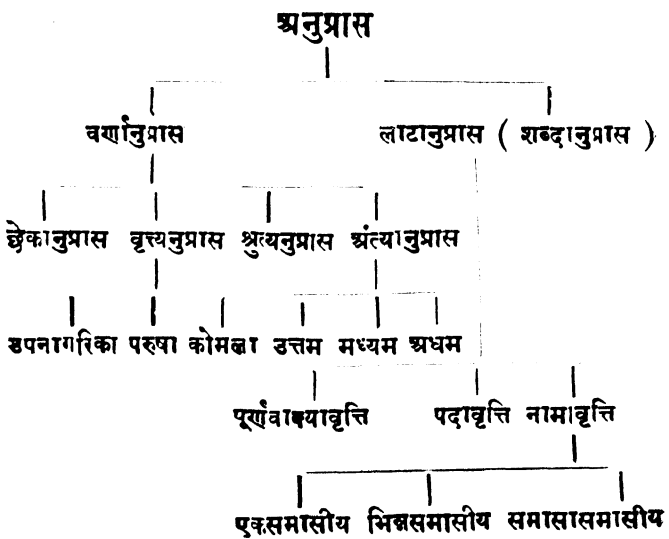 अनुप्रास
वर्णानुप्रास लाटानुप्रास ( शब्दानुप्रास )
छेकानुप्रास वृत्त्यनुप्रास श्रुत्यनुप्रास अंत्यानुप्रास
उपनागरिका परुषा कोमला उत्तम मध्यम अधम
पूर्णवाक्यावृत्ति पदावृत्ति नामावृत्ति
एकसमासीय भिन्नसमासीय समासासमासीय